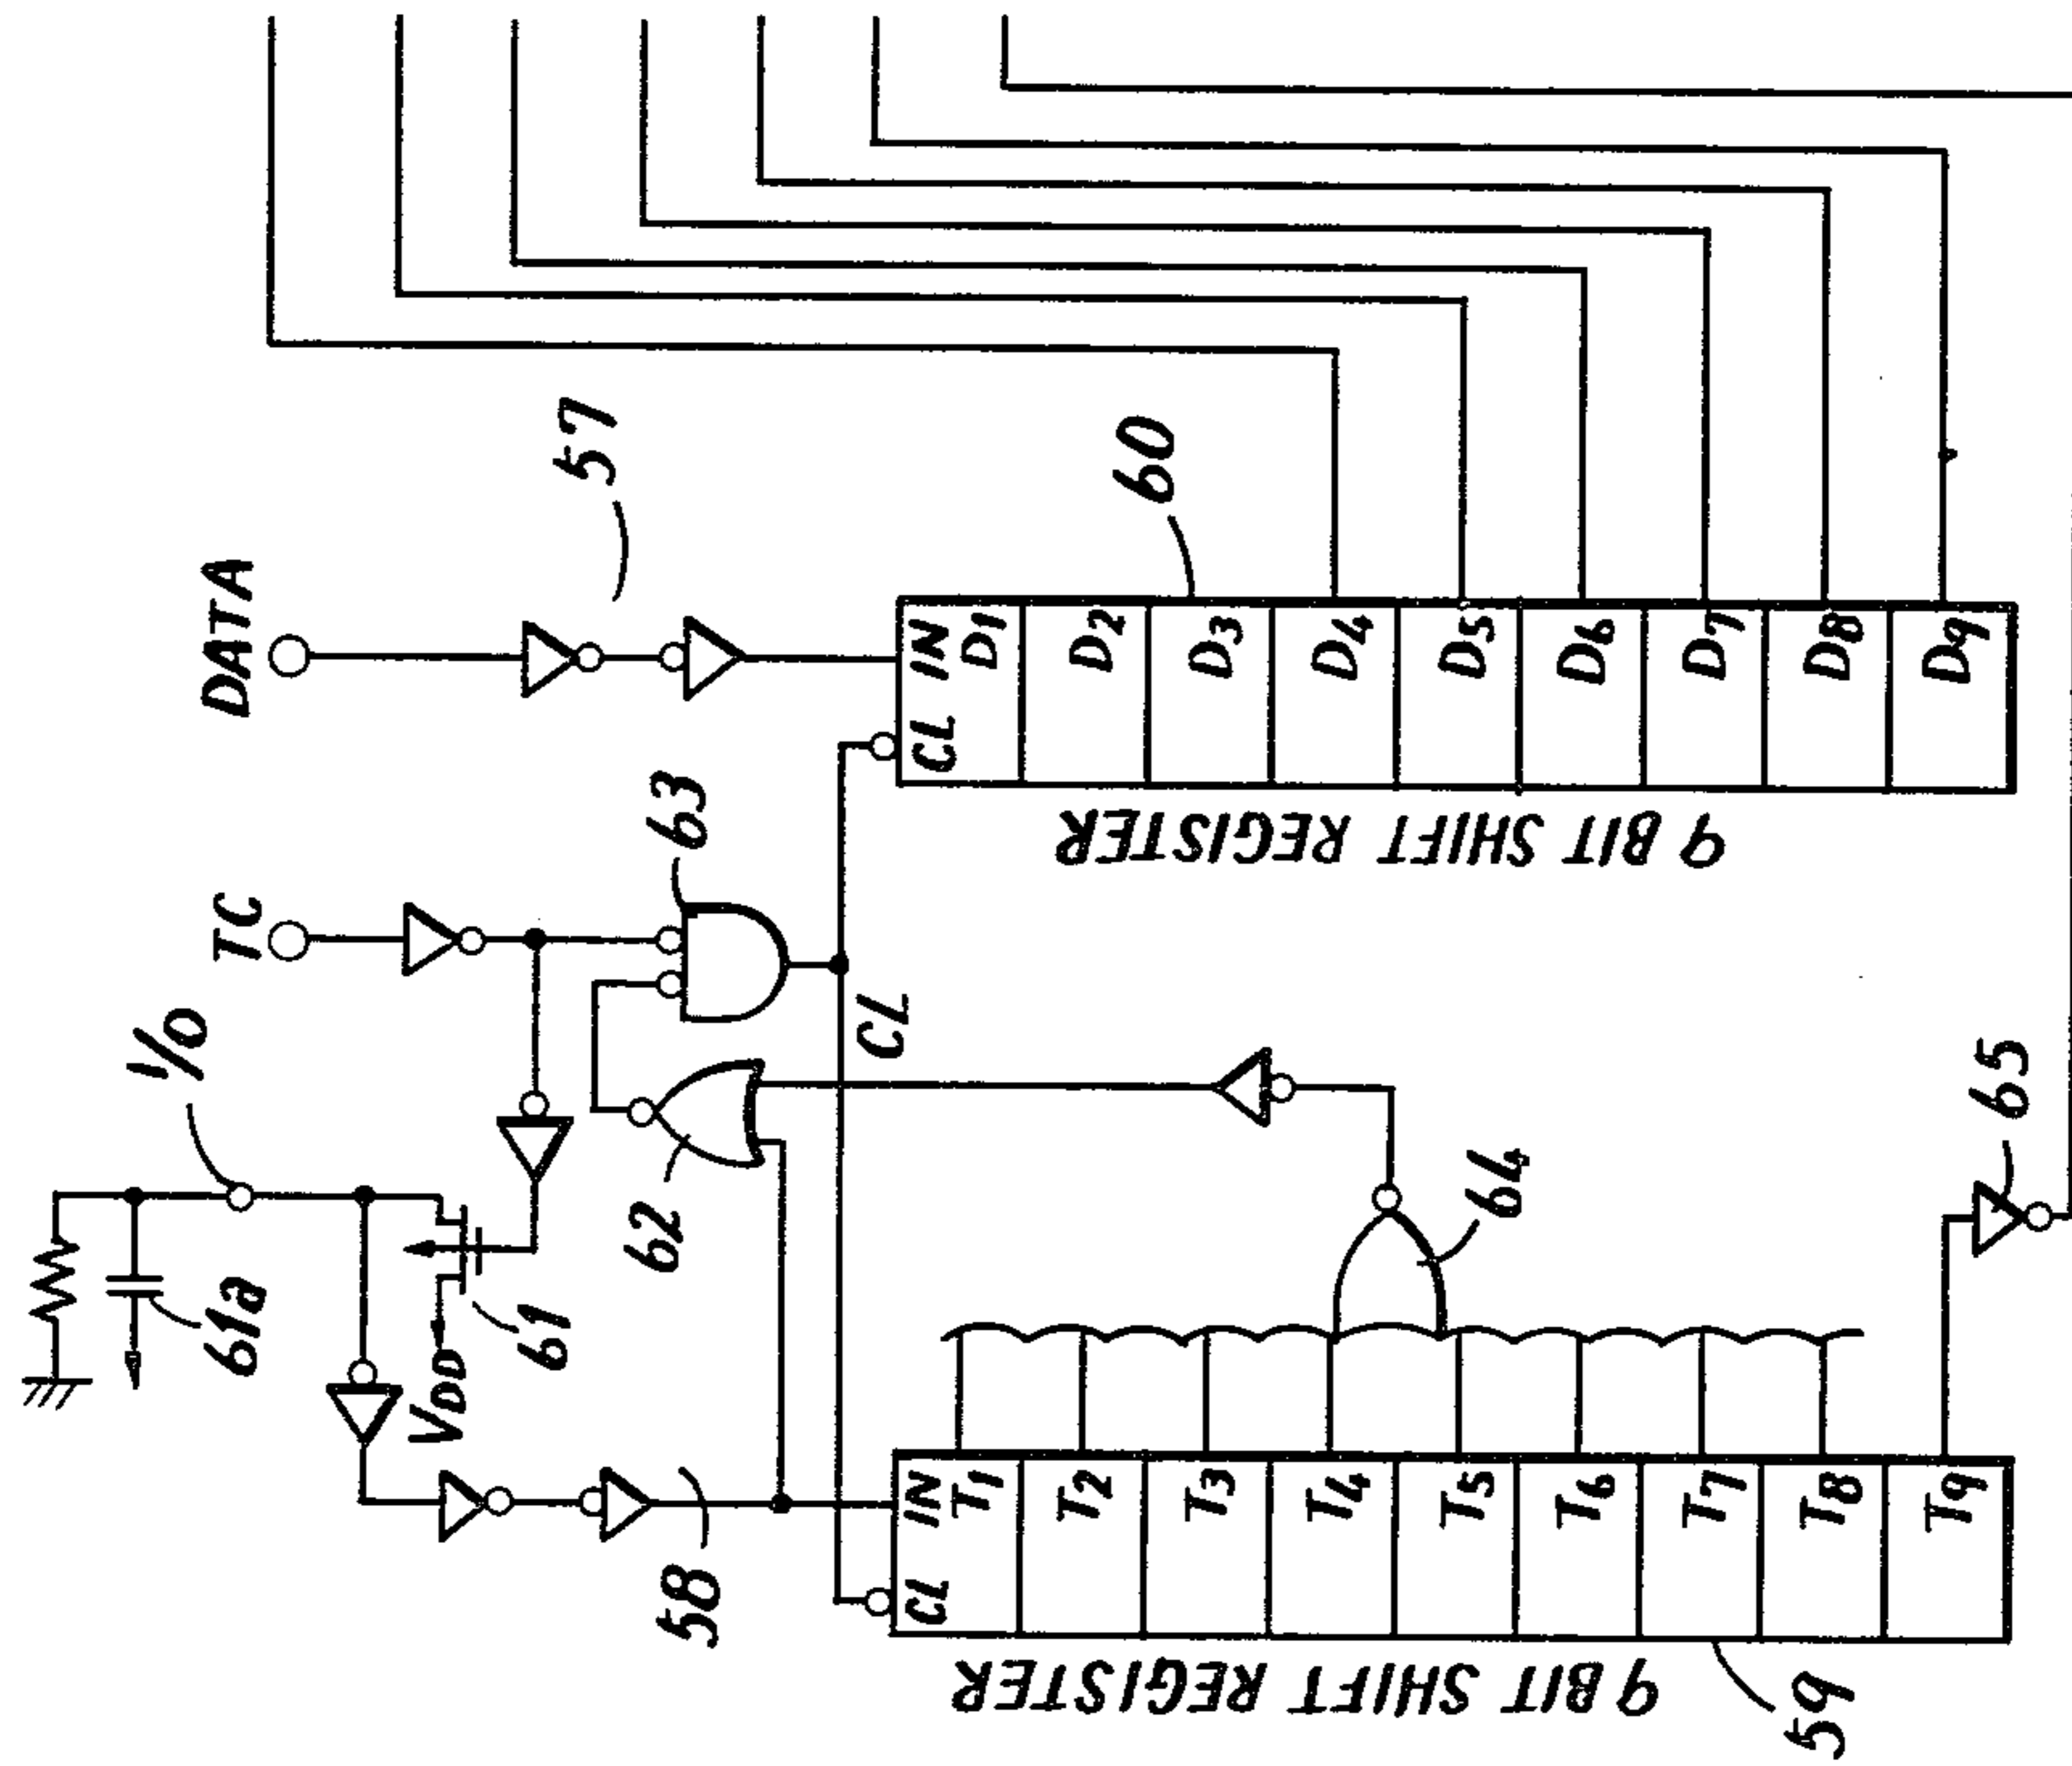 DATA
57
TC
63
I/O
61a
61
VDD
62
58
CL
60
CL IN
D1
D2
D3
D4
D5
D6
D7
D8
D9
9 BIT SHIFT REGISTER
64
65
CL IN
T1
T2
T3
T4
T5
T6
T7
T8
T9
9 BIT SHIFT REGISTER
59